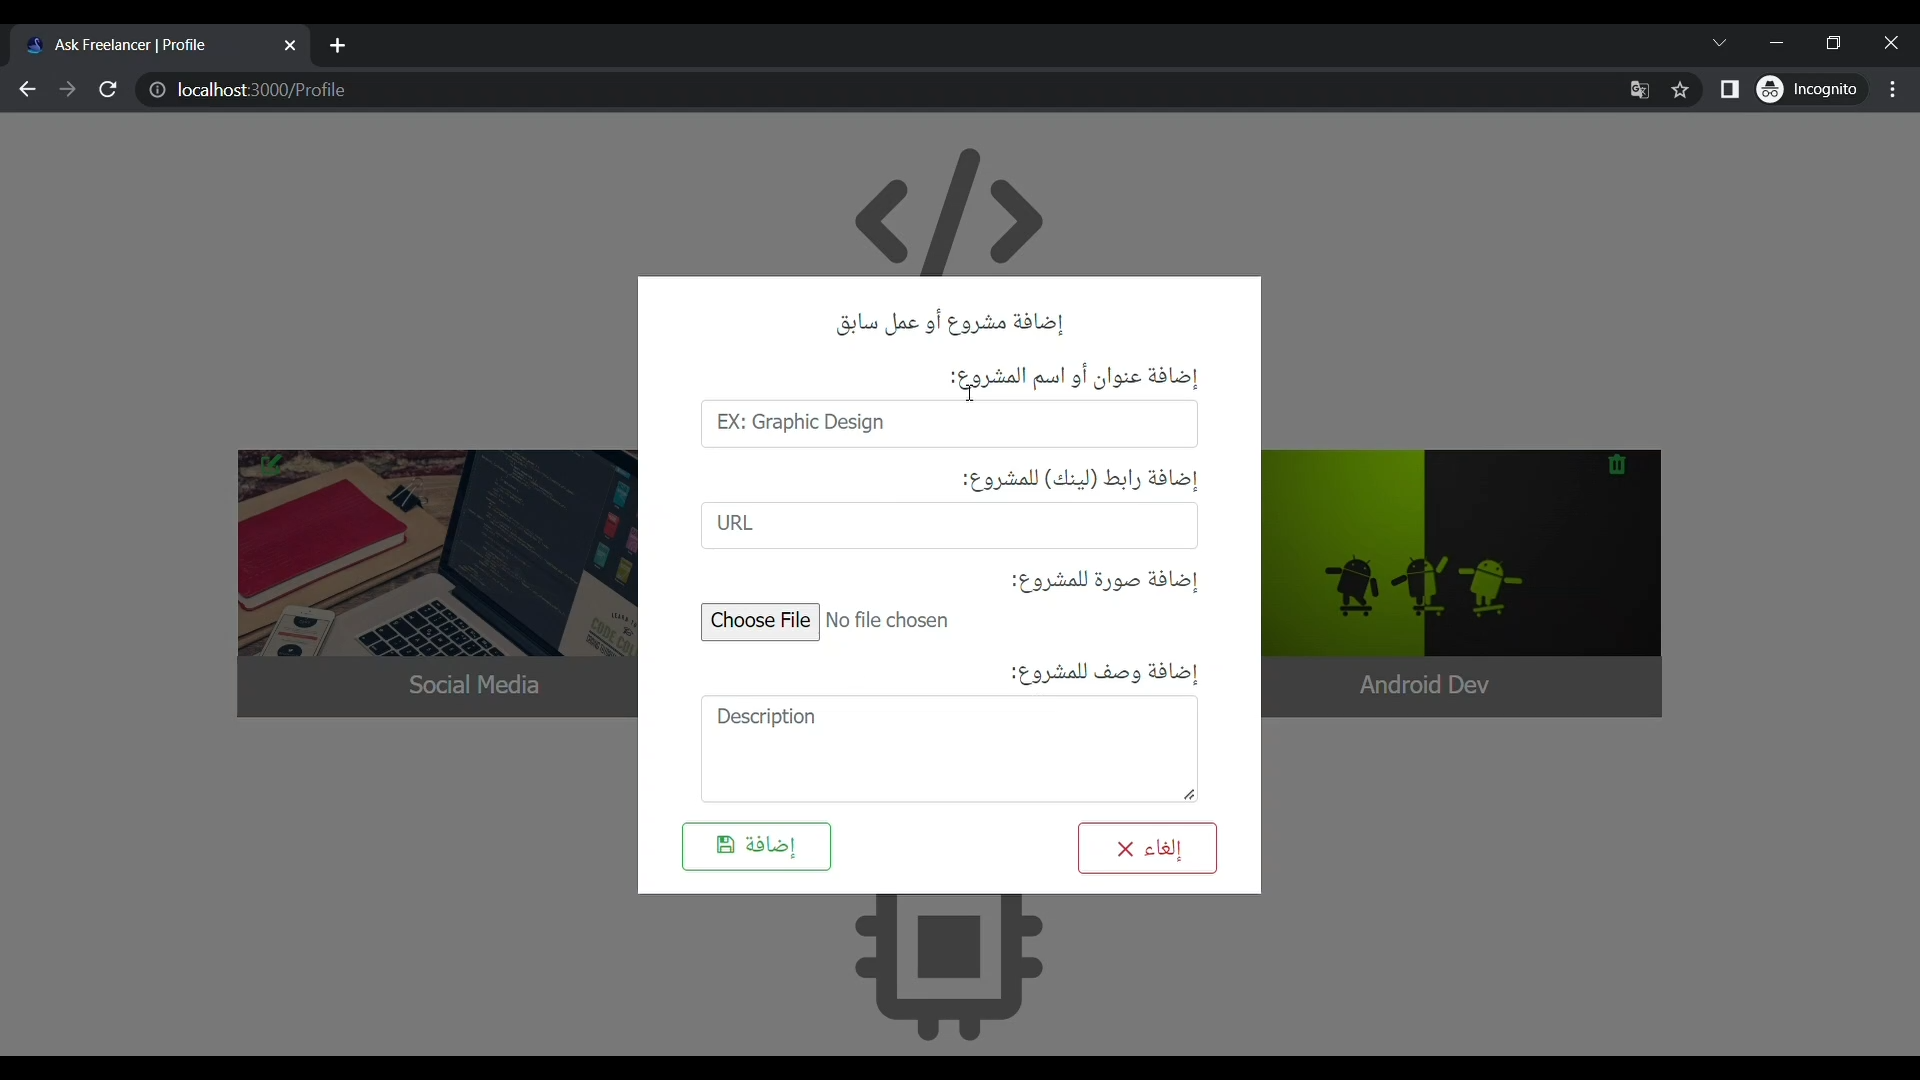 Ask Freelancer | Profile
localhost:3000/Profile
Incognito
إضافة مشروع أو عمل سابق
إضافة عنوان أو اسم المشروع:
EX: Graphic Design
إضافة رابط (لينك) للمشروع:
URL
إضافة صورة للمشروع:
Choose File No file chosen
إضافة وصف للمشروع:
Description
إلغاء
إضافة
Social Media
Android Dev